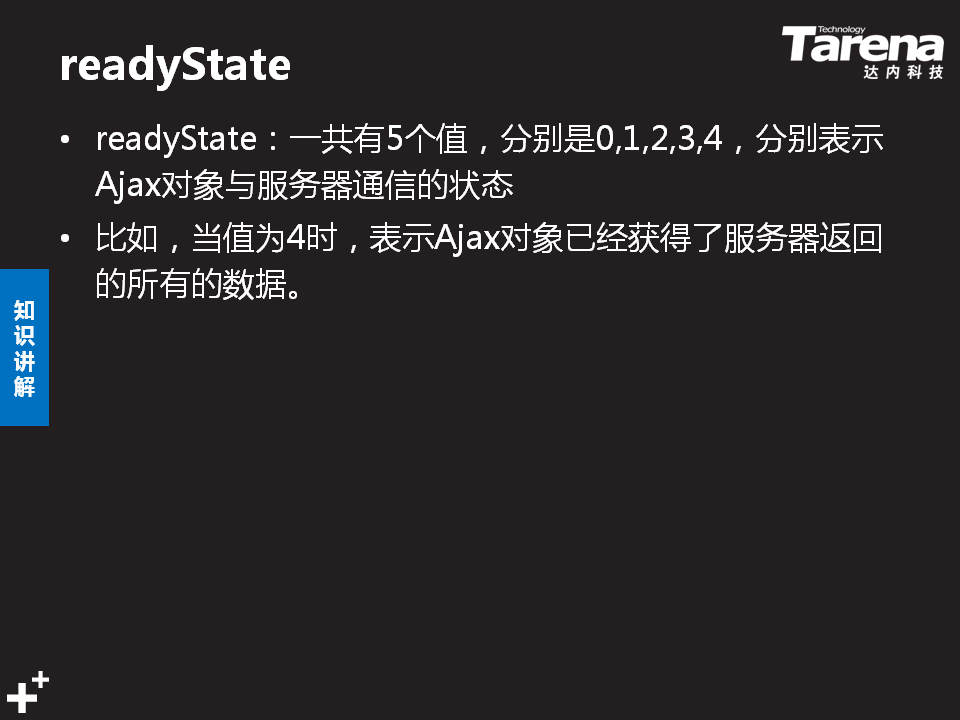 readyState
Technology
Tarena
达内科技
• readyState：一共有5个值，分别是0,1,2,3,4，分别表示
Ajax对象与服务器通信的状态
• 比如，当值为4时，表示Ajax对象已经获得了服务器返回
的所有的数据。
知
识
讲
解